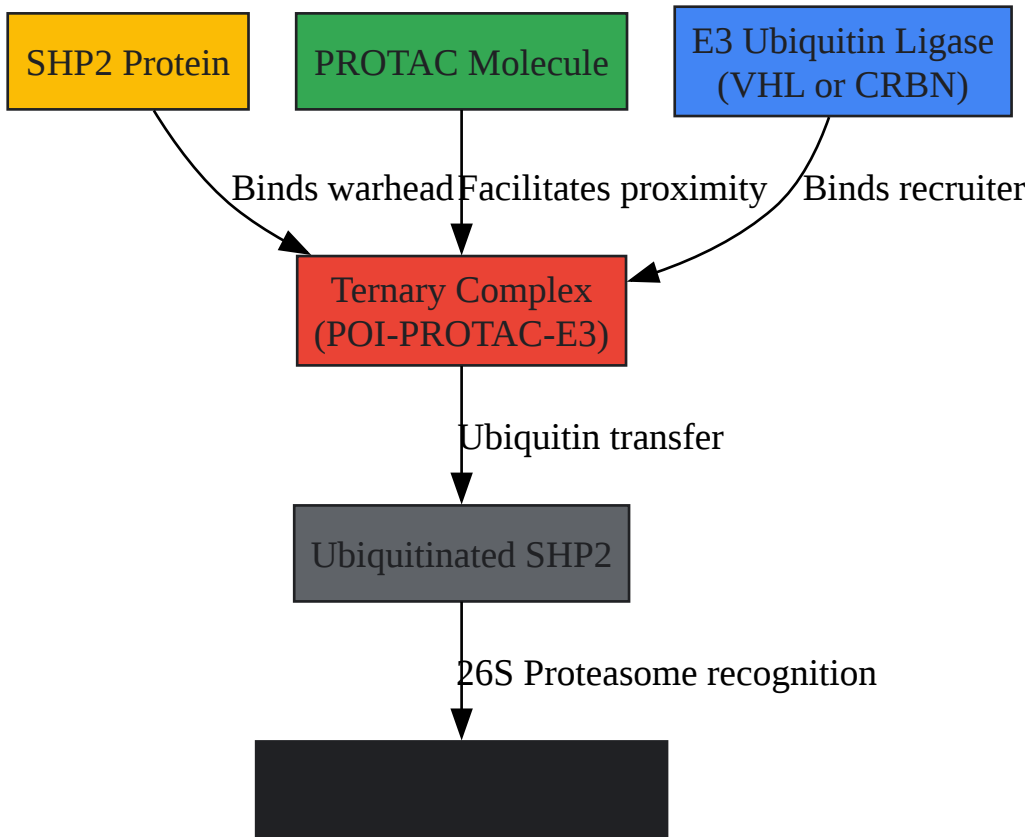 SHP2 Protein
PROTAC Molecule
E3 Ubiquitin Ligase
(VHL or CRBN)
Binds warhead
Facilitates proximity
Binds recruiter
Ternary Complex
(POI-PROTAC-E3)
Ubiquitin transfer
Ubiquitinated SHP2
26S Proteasome recognition